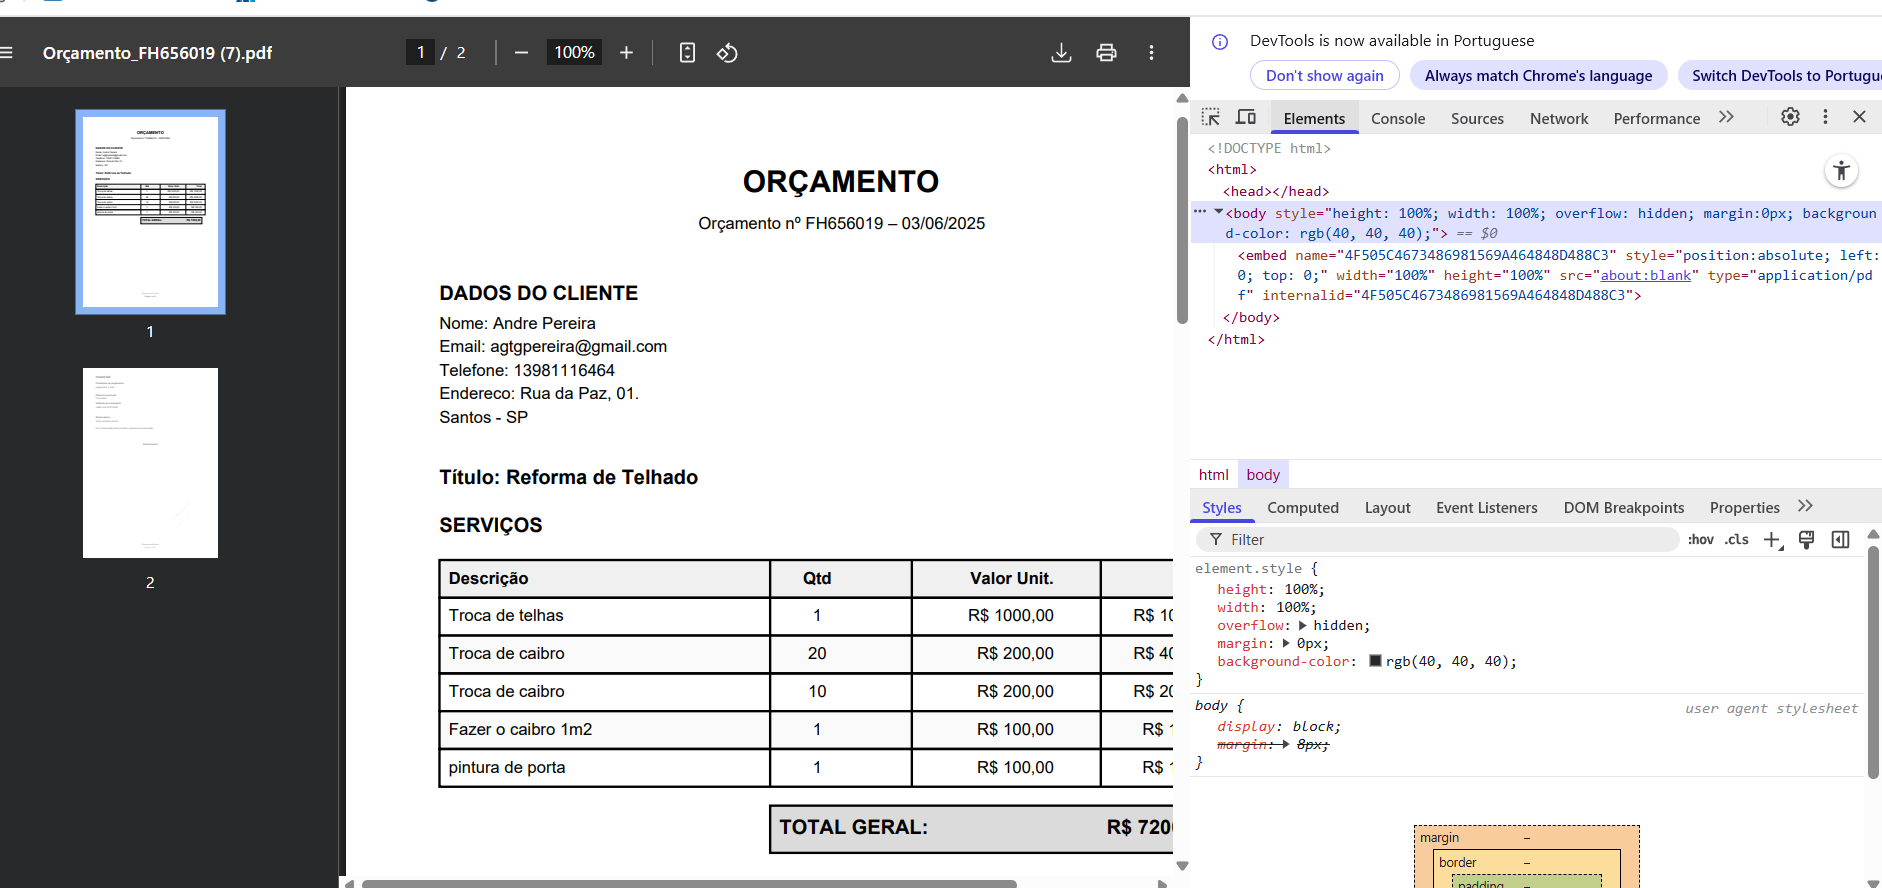 Orçamento_FH656019 (7).pdf
1 / 2
100%
1
2
ORÇAMENTO
Orçamento nº FH656019 – 03/06/2025
DADOS DO CLIENTE
Nome: Andre Pereira
Email: agtgpereira@gmail.com
Telefone: 13981116464
Endereco: Rua da Paz, 01.
Santos - SP
Título: Reforma de Telhado
SERVIÇOS
Descrição Qtd Valor Unit.
Troca de telhas 1 R$ 1000,00 R$ 10
Troca de caibro 20 R$ 200,00 R$ 40
Troca de caibro 10 R$ 200,00 R$ 20
Fazer o caibro 1m2 1 R$ 100,00 R$ 1
pintura de porta 1 R$ 100,00 R$ 1
TOTAL GERAL: R$ 720
DevTools is now available in Portuguese
Don't show again Always match Chrome's language Switch DevTools to Portugu
Elements Console Sources Network Performance
<!DOCTYPE html>
<html>
<head></head>
<body style="height: 100%; width: 100%; overflow: hidden; margin:0px; backgroun
d-color: rgb(40, 40, 40);"> == $0
<embed name="4F505C4673486981569A464848D488C3" style="position:absolute; left:
0; top: 0;" width="100%" height="100%" src="about:blank" type="application/pd
f" internalid="4F505C4673486981569A464848D488C3">
</body>
</html>
html body
Styles Computed Layout Event Listeners DOM Breakpoints Properties
Filter :hov .cls
element.style {
height: 100%;
width: 100%;
overflow: hidden;
margin: 0px;
background-color: rgb(40, 40, 40);
}
body { user agent stylesheet
display: block;
margin: 8px;
}
margin –
border –
padding –